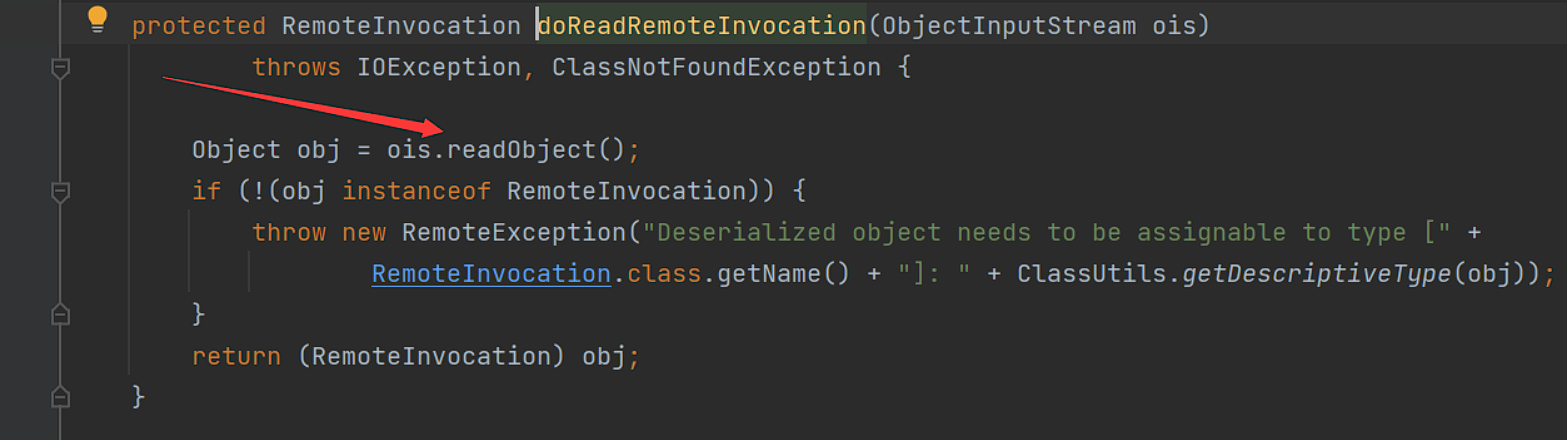 protected RemoteInvocation doReadRemoteInvocation(ObjectInputStream ois)
throws IOException, ClassNotFoundException {
Object obj = ois.readObject();
if (!(obj instanceof RemoteInvocation)) {
throw new RemoteException("Deserialized object needs to be assignable to type [" +
RemoteInvocation.class.getName() + "]: " + ClassUtils.getDescriptiveType(obj));
}
return (RemoteInvocation) obj;
}